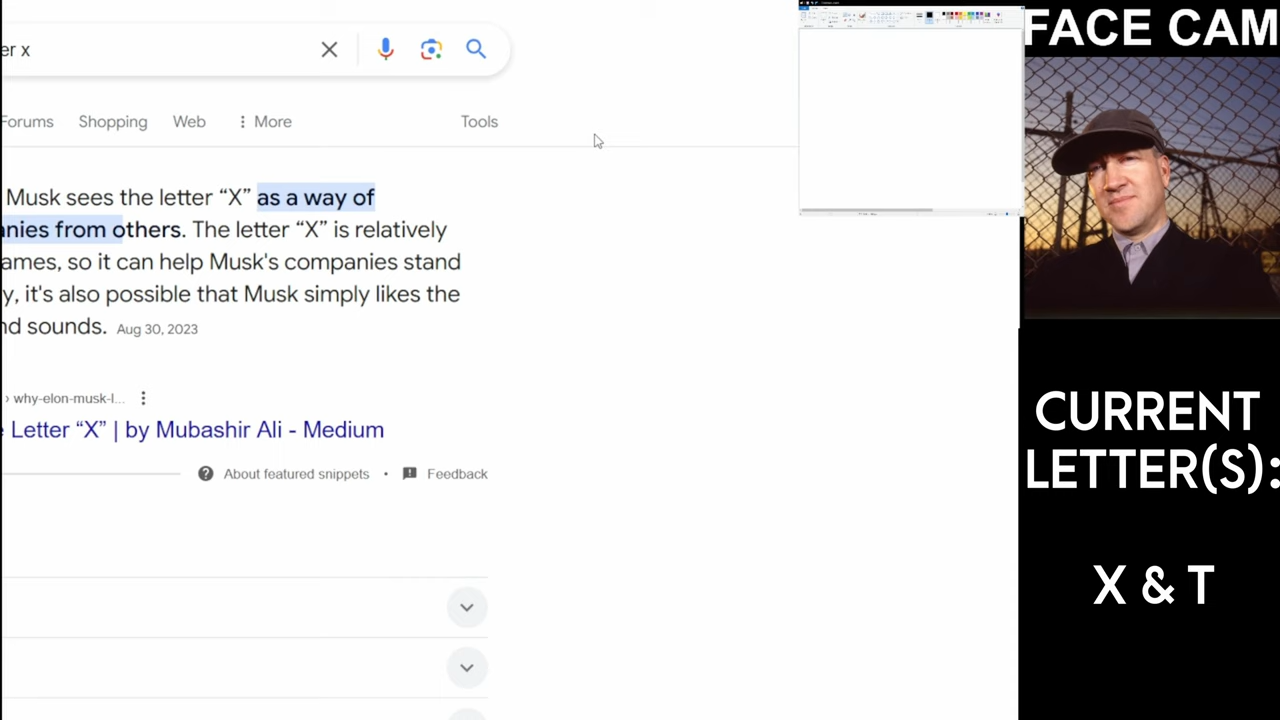 er x
Forums Shopping Web More Tools
Musk sees the letter “X” as a way of
anies from others. The letter “X” is relatively
ames, so it can help Musk's companies stand
y, it's also possible that Musk simply likes the
nd sounds. Aug 30, 2023
› why-elon-musk-l...
e Letter “X” | by Mubashir Ali - Medium
About featured snippets • Feedback
FACE CAM
CURRENT
LETTER(S):
X & T